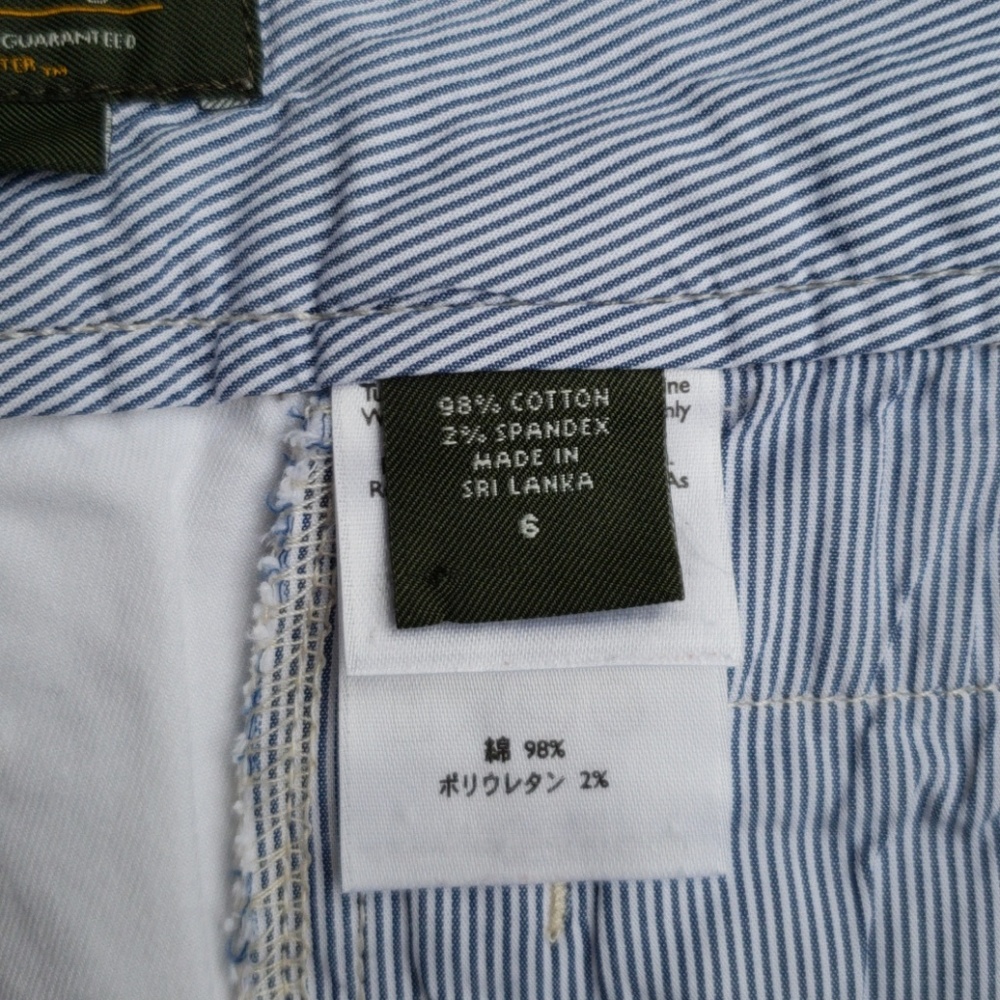 GUARANTEED
TER™
98% COTTON
2% SPANDEX
MADE IN
SRI LANKA
6
綿 98%
ポリウレタン 2%